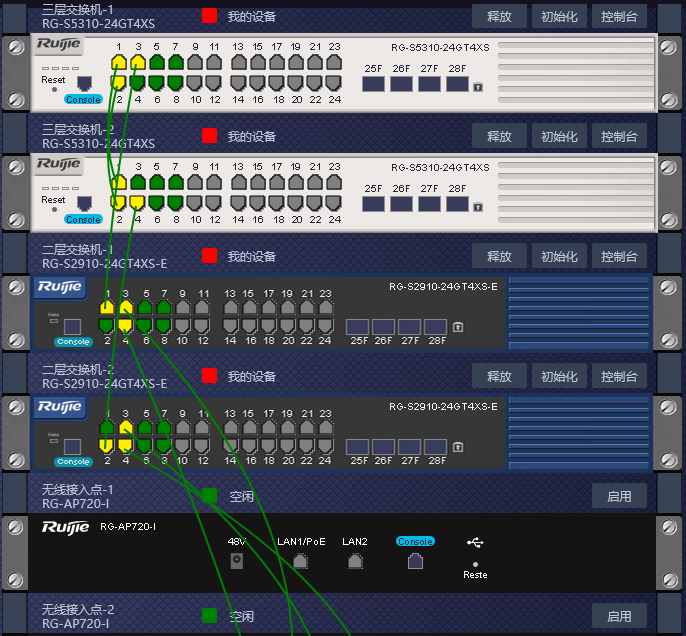 三层交换机-1
RG-S5310-24GT4XS
我的设备
释放 初始化 控制台
Ruijie
RG-S5310-24GT4XS
1 3 5 7 9 11 13 15 17 19 21 23
25F 26F 27F 28F
Reset
Console
2 4 6 8 10 12 14 16 18 20 22 24
三层交换机-2
RG-S5310-24GT4XS
我的设备
释放 初始化 控制台
Ruijie
RG-S5310-24GT4XS
1 3 5 7 9 11 13 15 17 19 21 23
25F 26F 27F 28F
Reset
Console
2 4 6 8 10 12 14 16 18 20 22 24
二层交换机-1
RG-S2910-24GT4XS-E
我的设备
释放 初始化 控制台
Ruijie
RG-S2910-24GT4XS-E
1 3 5 7 9 11 13 15 17 19 21 23
Console
2 4 6 8 10 12 14 16 18 20 22 24
25F 26F 27F 28F
二层交换机-2
RG-S2910-24GT4XS-E
我的设备
释放 初始化 控制台
Ruijie
RG-S2910-24GT4XS-E
1 3 5 7 9 11 13 15 17 19 21 23
Console
2 4 6 8 10 12 14 16 18 20 22 24
25F 26F 27F 28F
无线接入点-1
RG-AP720-I
空闲
启用
Ruijie
RG-AP720-I
48V LAN1/PoE LAN2 Console
Reste
无线接入点-2
RG-AP720-I
空闲
启用